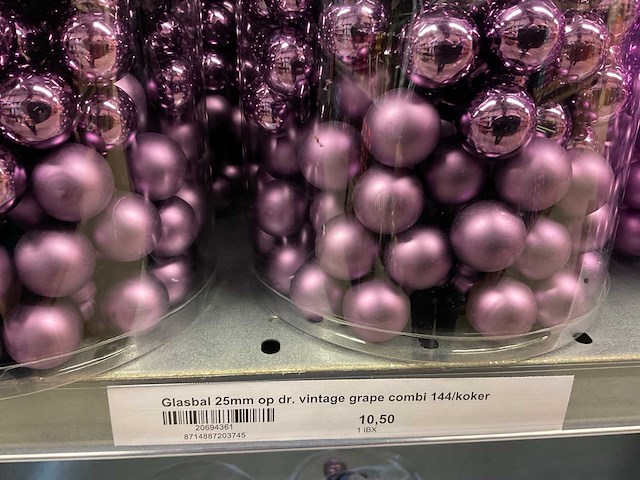 Glasbal 25mm op dr. vintage grape combi 144/koker
20694361
8714887203745
10,50
1 IBX